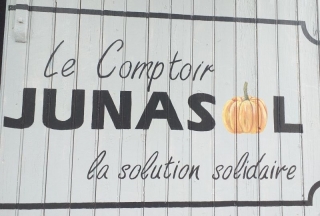 Le Comptoir
JUNASOL
la solution solidaire